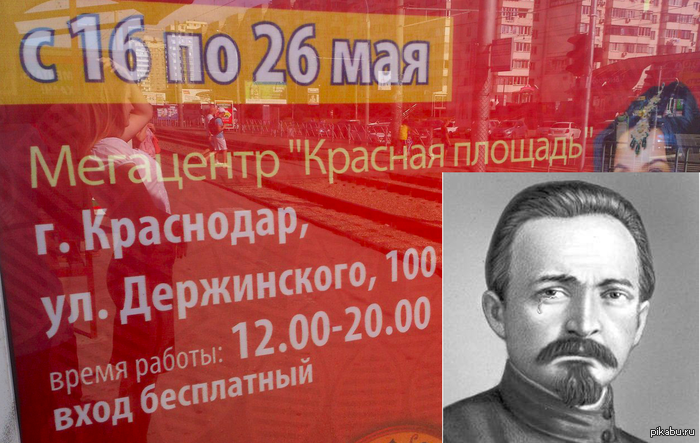 с 16 по 26 мая
Мегацентр "Красная площадь"
г. Краснодар,
ул. Держинского, 100
время работы: 12.00-20.00
вход бесплатный
pikabu.ru